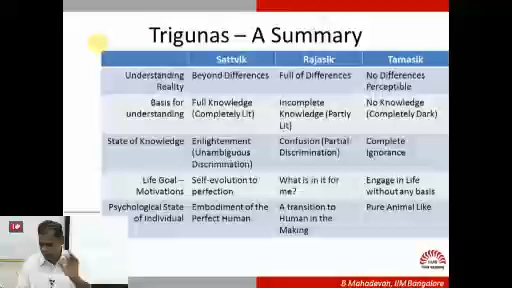 Trigunas – A Summary
Sattvik Rajasik Tamasik
Understanding Beyond Differences Full of Differences No Differences
Reality Perceptible
Basis for Full Knowledge Incomplete No Knowledge
understanding (Completely Lit) Knowledge (Partly (Completely Dark)
Lit)
State of Knowledge Enlightenment Confusion (Partial Complete
(Unambiguous Discrimination) Ignorance
Discrimination)
Life Goal – Self-evolution to What is in it for Engage in Life
Motivations perfection me? without any basis
Psychological State Embodiment of the A transition to Pure Animal Like
of Individual Perfect Human Human in the
Making
B Mahadevan, IIM Bangalore